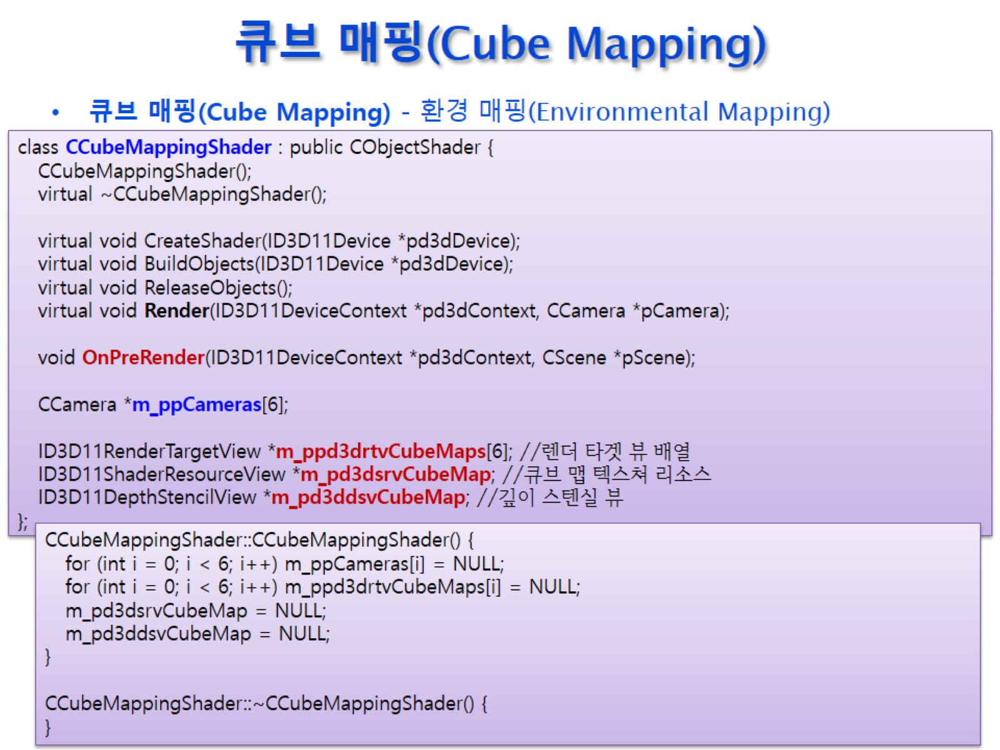 큐브 매핑(Cube Mapping)
• 큐브 매핑(Cube Mapping) - 환경 매핑(Environmental Mapping)
class CCubeMappingShader : public CObjectShader {
CCubeMappingShader();
virtual ~CCubeMappingShader();
virtual void CreateShader(ID3D11Device *pd3dDevice);
virtual void BuildObjects(ID3D11Device *pd3dDevice);
virtual void ReleaseObjects();
virtual void Render(ID3D11DeviceContext *pd3dContext, CCamera *pCamera);
void OnPreRender(ID3D11DeviceContext *pd3dContext, CScene *pScene);
CCamera *m_ppCameras[6];
ID3D11RenderTargetView *m_ppd3drtvCubeMaps[6]; //렌더 타겟 뷰 배열
ID3D11ShaderResourceView *m_pd3dsrvCubeMap; //큐브 맵 텍스쳐 리소스
ID3D11DepthStencilView *m_pd3ddsvCubeMap; //깊이 스텐실 뷰
};
CCubeMappingShader::CCubeMappingShader() {
for (int i = 0; i < 6; i++) m_ppCameras[i] = NULL;
for (int i = 0; i < 6; i++) m_ppd3drtvCubeMaps[i] = NULL;
m_pd3dsrvCubeMap = NULL;
m_pd3ddsvCubeMap = NULL;
}
CCubeMappingShader::~CCubeMappingShader() {
}